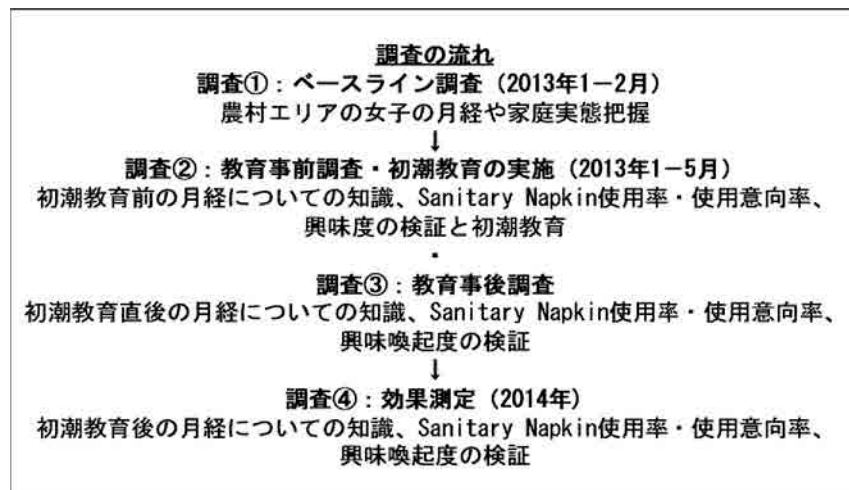 調査の流れ
調査①：ベースライン調査（2013年1－2月）
農村エリアの女子の月経や家庭実態把握
↓
調査②：教育事前調査・初潮教育の実施（2013年1－5月）
初潮教育前の月経についての知識、Sanitary Napkin使用率・使用意向率、
興味度の検証と初潮教育
・
調査③：教育事後調査
初潮教育直後の月経についての知識、Sanitary Napkin使用率・使用意向率、
興味喚起度の検証
↓
調査④：効果測定（2014年）
初潮教育後の月経についての知識、Sanitary Napkin使用率・使用意向率、
興味喚起度の検証